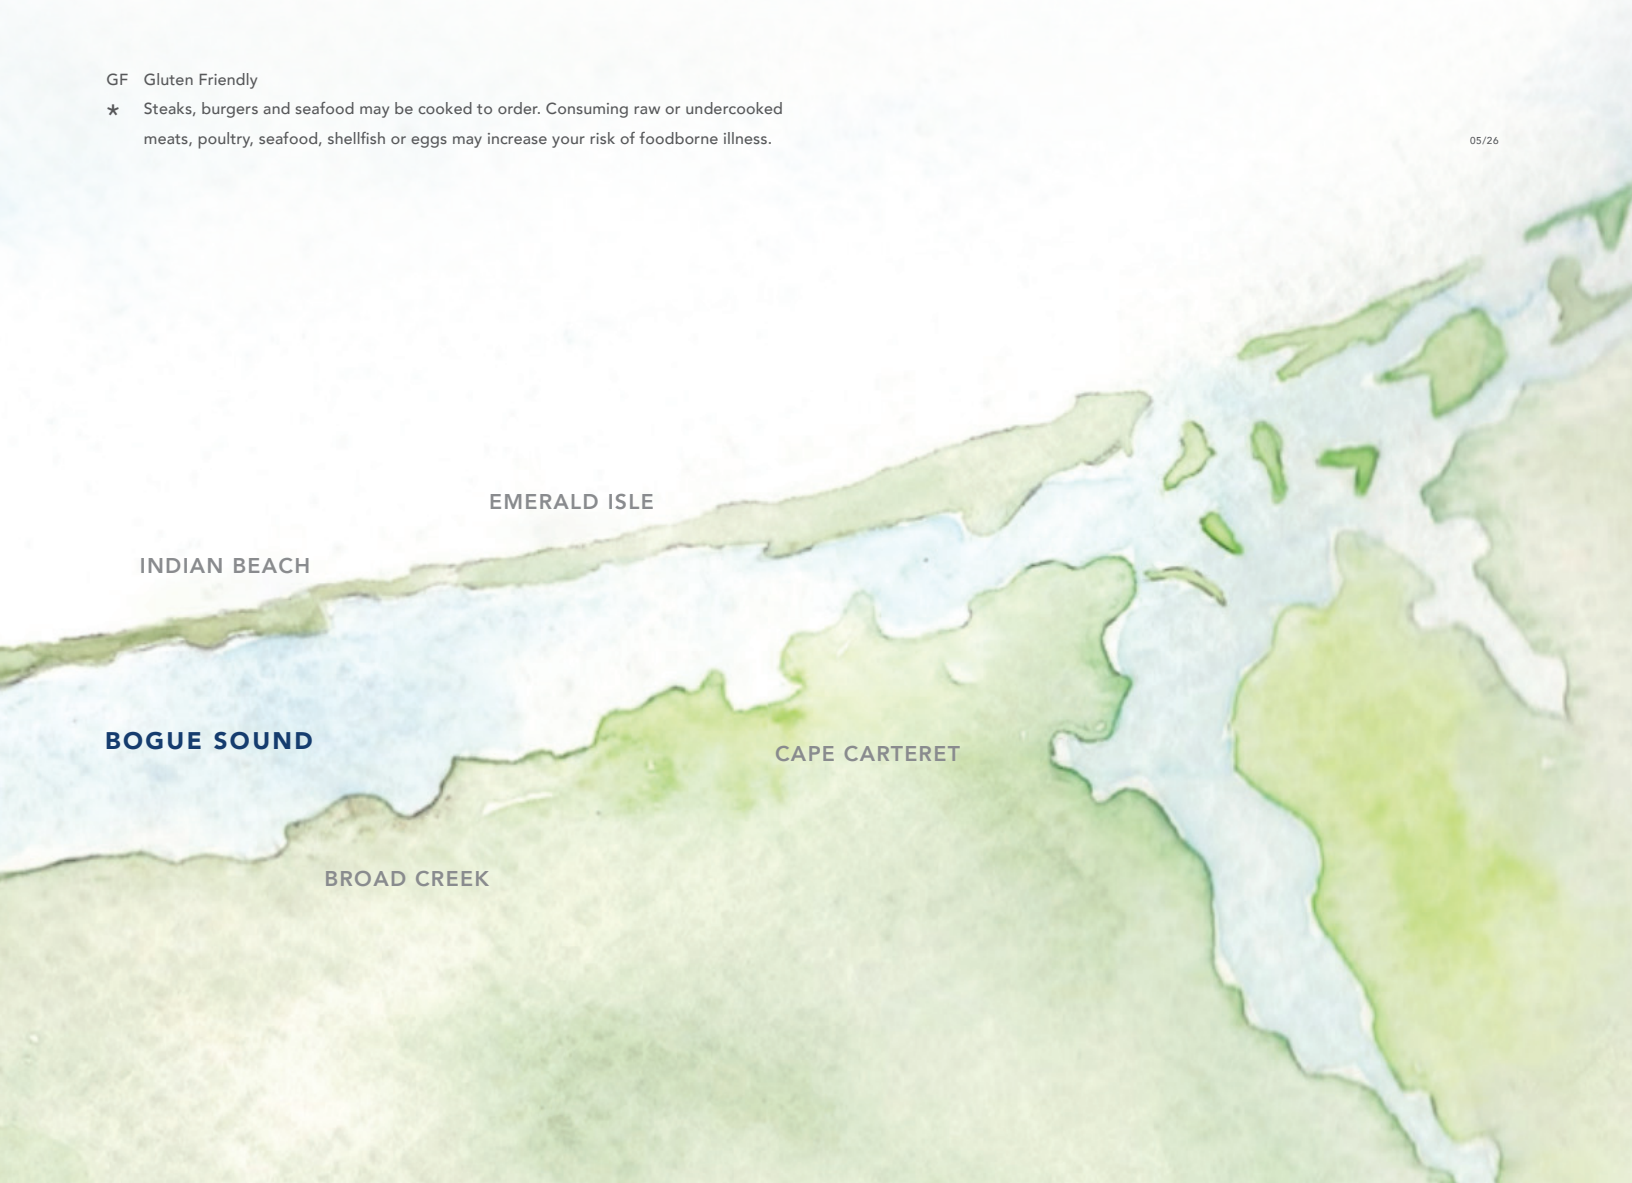 GF Gluten Friendly
* Steaks, burgers and seafood may be cooked to order. Consuming raw or undercooked
meats, poultry, seafood, shellfish or eggs may increase your risk of foodborne illness.
05/26
EMERALD ISLE
INDIAN BEACH
BOGUE SOUND
CAPE CARTERET
BROAD CREEK